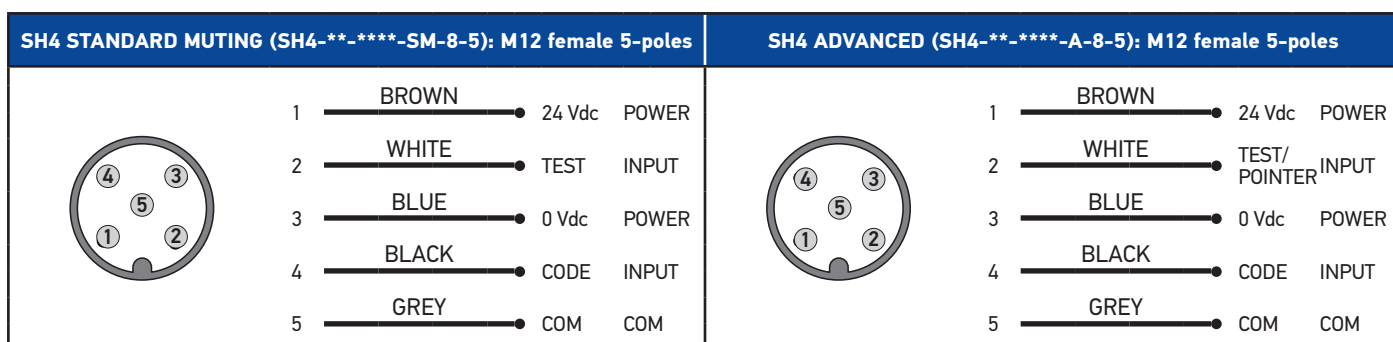 SH4 STANDARD MUTING (SH4-**-****-SM-8-5): M12 female 5-poles
4 3
5
1 2
1 BROWN 24 Vdc POWER
2 WHITE TEST INPUT
3 BLUE 0 Vdc POWER
4 BLACK CODE INPUT
5 GREY COM COM
SH4 ADVANCED (SH4-**-****-A-8-5): M12 female 5-poles
4 3
5
1 2
1 BROWN 24 Vdc POWER
2 WHITE TEST/
POINTER INPUT
3 BLUE 0 Vdc POWER
4 BLACK CODE INPUT
5 GREY COM COM